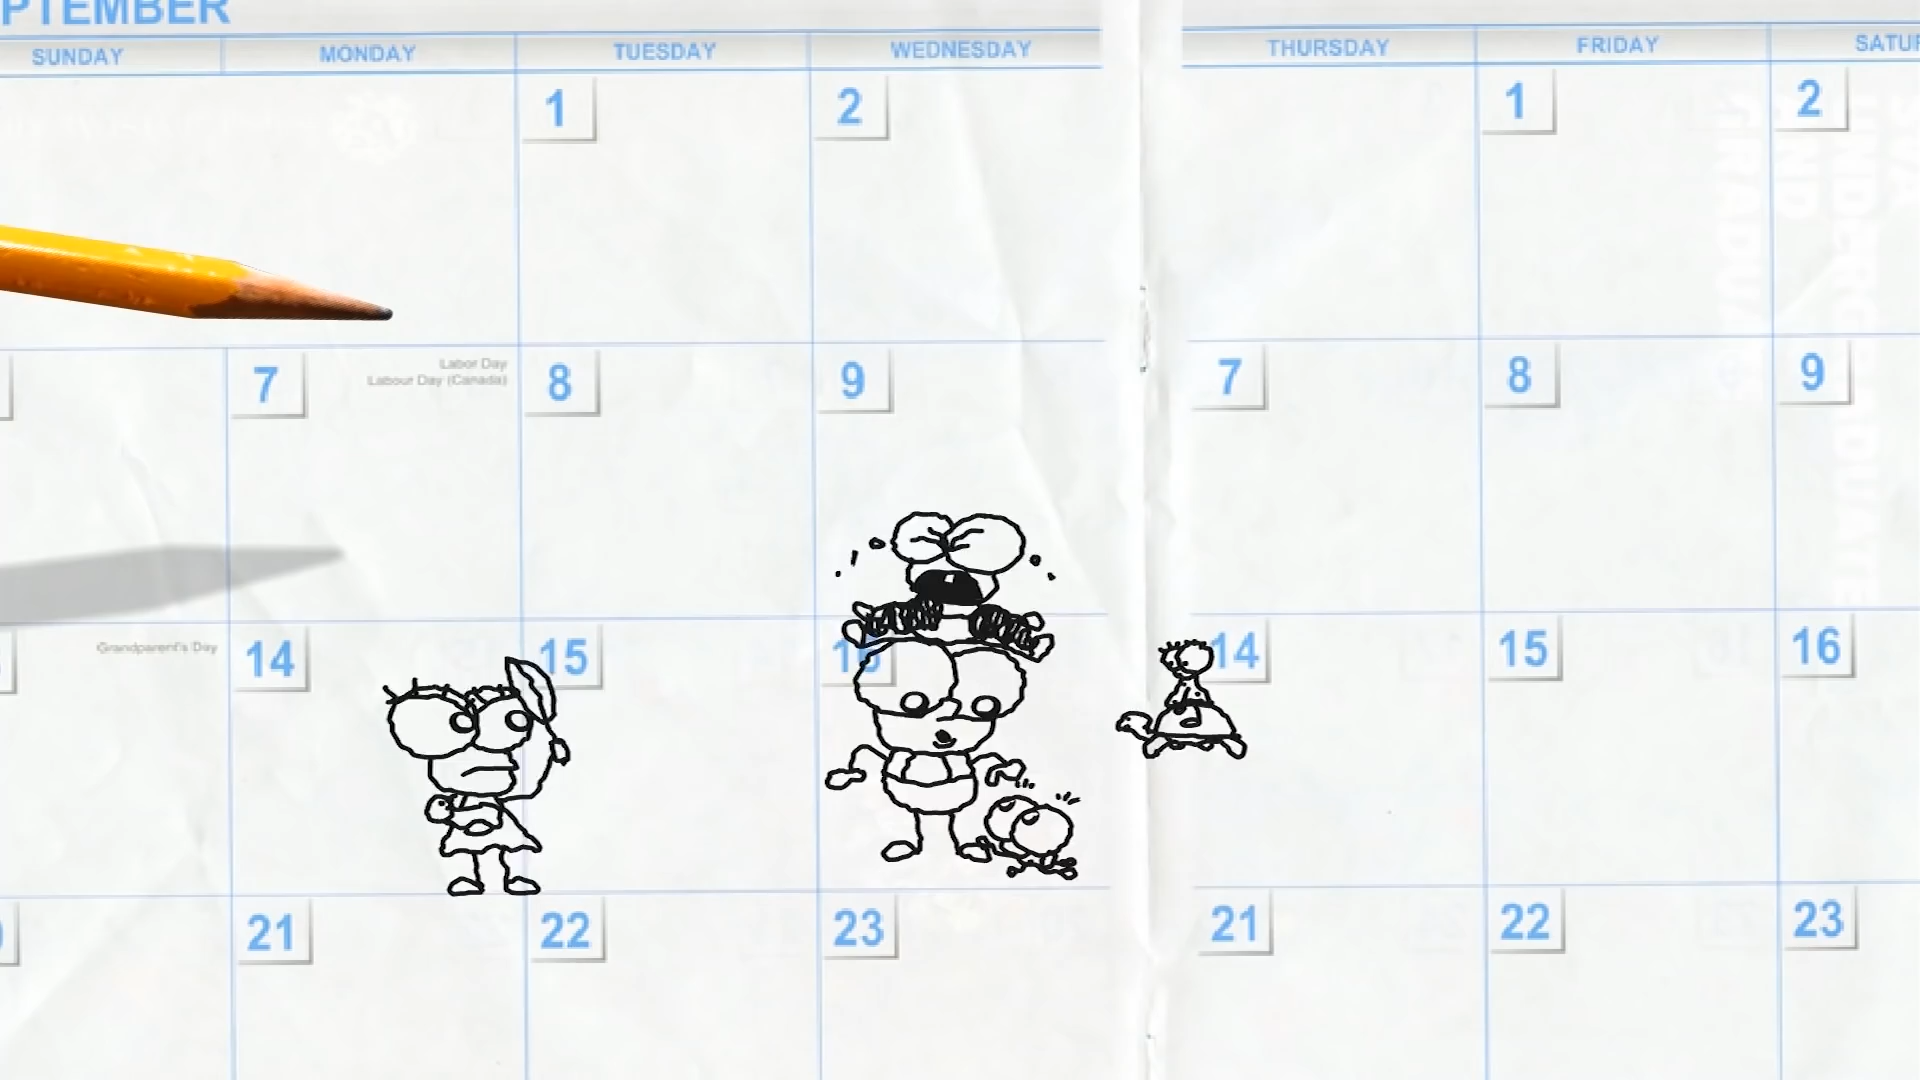 PTEMBER
SUNDAY MONDAY TUESDAY WEDNESDAY THURSDAY FRIDAY SATUR
1 2 1 2
7 Labor Day 8 9 7 8 9
Labour Day (Canada)
Grandparent's Day 14 15 16 14 15 16
21 22 23 21 22 23